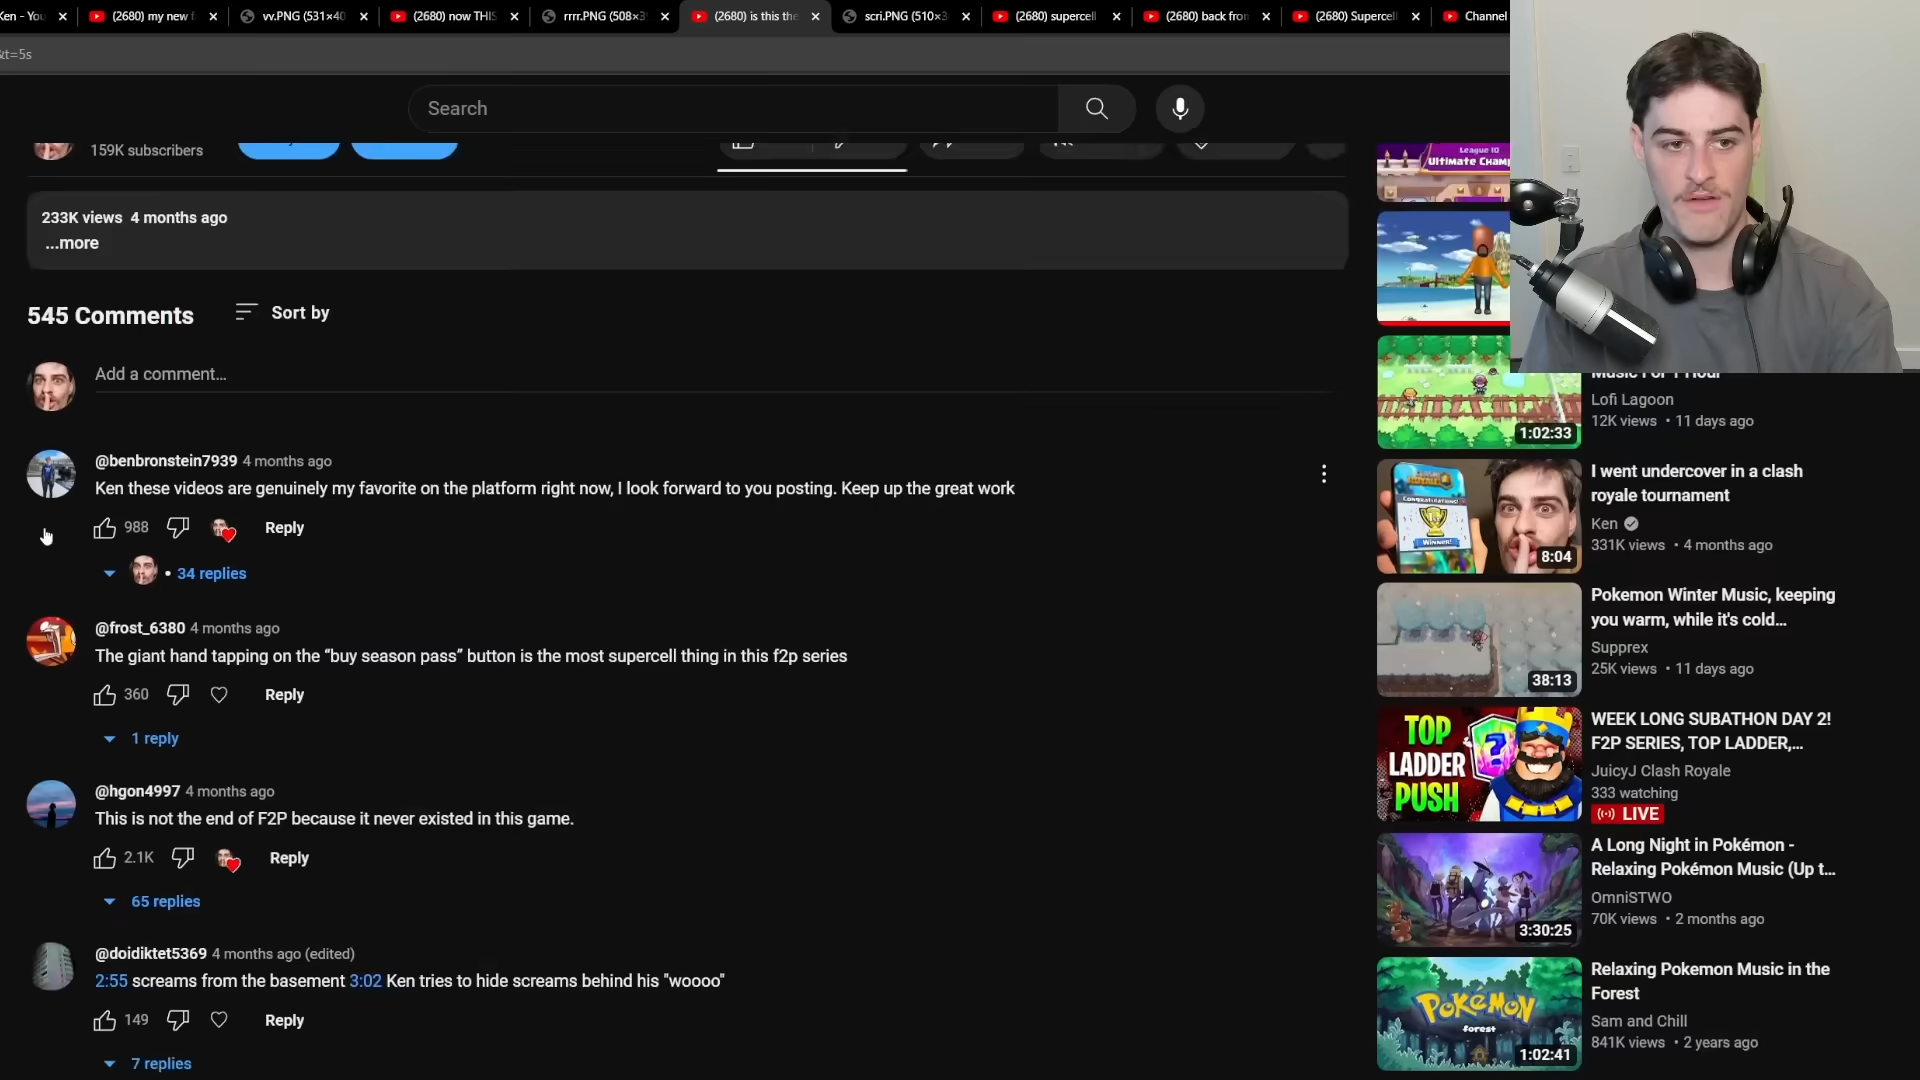 Ken - You
(2680) my new f
vv.PNG (531×40
(2680) now THIS
rrrr.PNG (508×3
(2680) is this the
scri.PNG (510×3
(2680) supercell
(2680) back from
(2680) Supercell
Channel
&t=5s
Search
159K subscribers
233K views 4 months ago
...more
545 Comments
Sort by
Add a comment…
@benbronstein7939 4 months ago
Ken these videos are genuinely my favorite on the platform right now, I look forward to you posting. Keep up the great work
988
Reply
• 34 replies
@frost_6380 4 months ago
The giant hand tapping on the “buy season pass” button is the most supercell thing in this f2p series
360
Reply
1 reply
@hgon4997 4 months ago
This is not the end of F2P because it never existed in this game.
2.1K
Reply
65 replies
@doidiktet5369 4 months ago (edited)
2:55 screams from the basement 3:02 Ken tries to hide screams behind his "woooo"
149
Reply
7 replies
League 10
Ultimate Cham
Music For 1 Hour
Lofi Lagoon
12K views • 11 days ago
1:02:33
I went undercover in a clash
royale tournament
Ken
331K views • 4 months ago
Winner!
8:04
Pokemon Winter Music, keeping
you warm, while it's cold…
Supprex
25K views • 11 days ago
38:13
TOP
LADDER
PUSH
WEEK LONG SUBATHON DAY 2!
F2P SERIES, TOP LADDER,…
JuicyJ Clash Royale
333 watching
LIVE
A Long Night in Pokémon -
Relaxing Pokémon Music (Up t…
OmniSTWO
70K views • 2 months ago
3:30:25
POKÉMON
forest
1:02:41
Relaxing Pokemon Music in the
Forest
Sam and Chill
841K views • 2 years ago